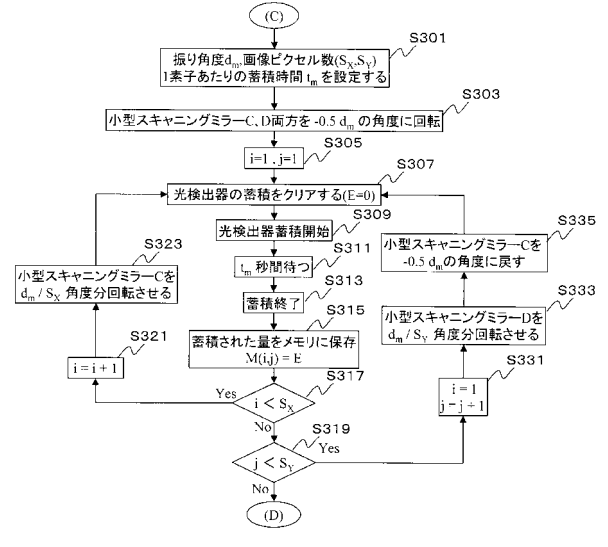 (C)
S301
振り角度dm,画像ピクセル数(SX,SY)
1素子あたりの蓄積時間 tm を設定する
S303
小型スキャニングミラーC、D両方を -0.5 dm の角度に回転
S305
i=1 , j=1
S307
光検出器の蓄積をクリアする(E=0)
S309
光検出器蓄積開始
S311
tm 秒間待つ
S313
蓄積終了
S315
蓄積された量をメモリに保存
M(i,j) = E
S317
Yes
i < SX
No
S319
Yes
j < SY
No
(D)
S321
i = i + 1
S323
小型スキャニングミラーCを
dm / SX 角度分回転させる
S331
i = 1
j = j + 1
S333
小型スキャニングミラーDを
dm / SY 角度分回転させる
S335
小型スキャニングミラーCを
-0.5 dmの角度に戻す